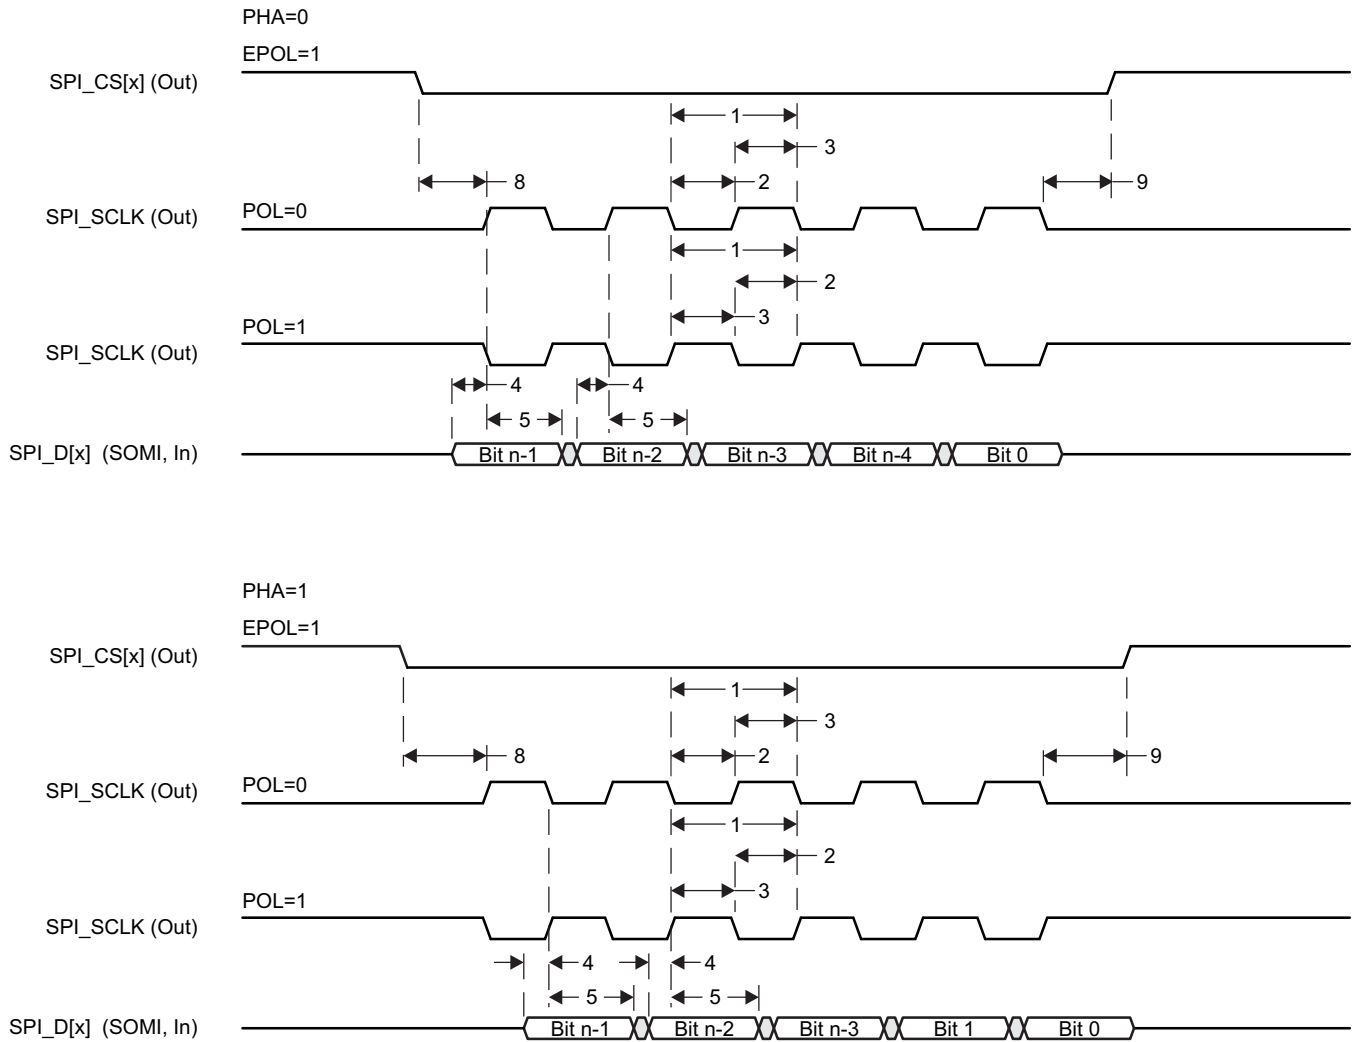 PHA=0
EPOL=1
SPI_CS[x] (Out)
1
3
8
2
9
SPI_SCLK (Out)
POL=0
1
2
3
POL=1
SPI_SCLK (Out)
4
4
5
5
SPI_D[x] (SOMI, In)
Bit n-1
Bit n-2
Bit n-3
Bit n-4
Bit 0
PHA=1
EPOL=1
SPI_CS[x] (Out)
1
3
8
2
9
SPI_SCLK (Out)
POL=0
1
2
3
POL=1
SPI_SCLK (Out)
4
4
5
5
SPI_D[x] (SOMI, In)
Bit n-1
Bit n-2
Bit n-3
Bit 1
Bit 0